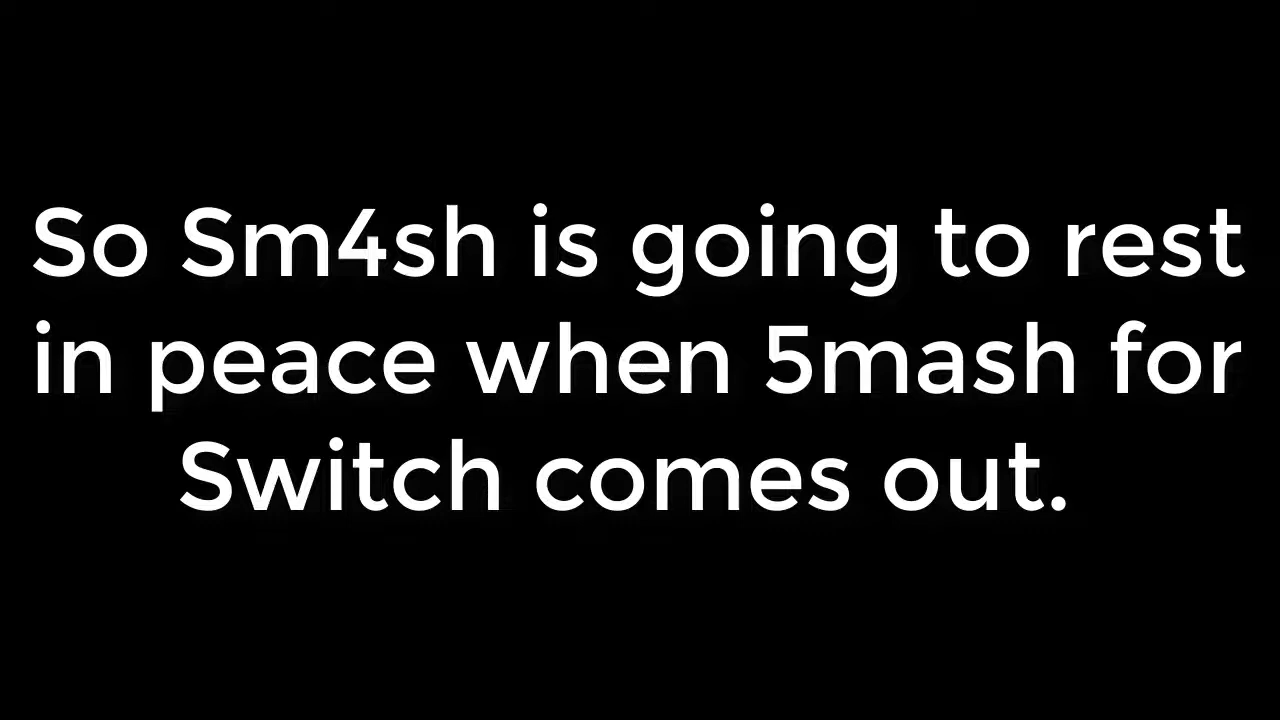 So Sm4sh is going to rest
in peace when 5mash for
Switch comes out.